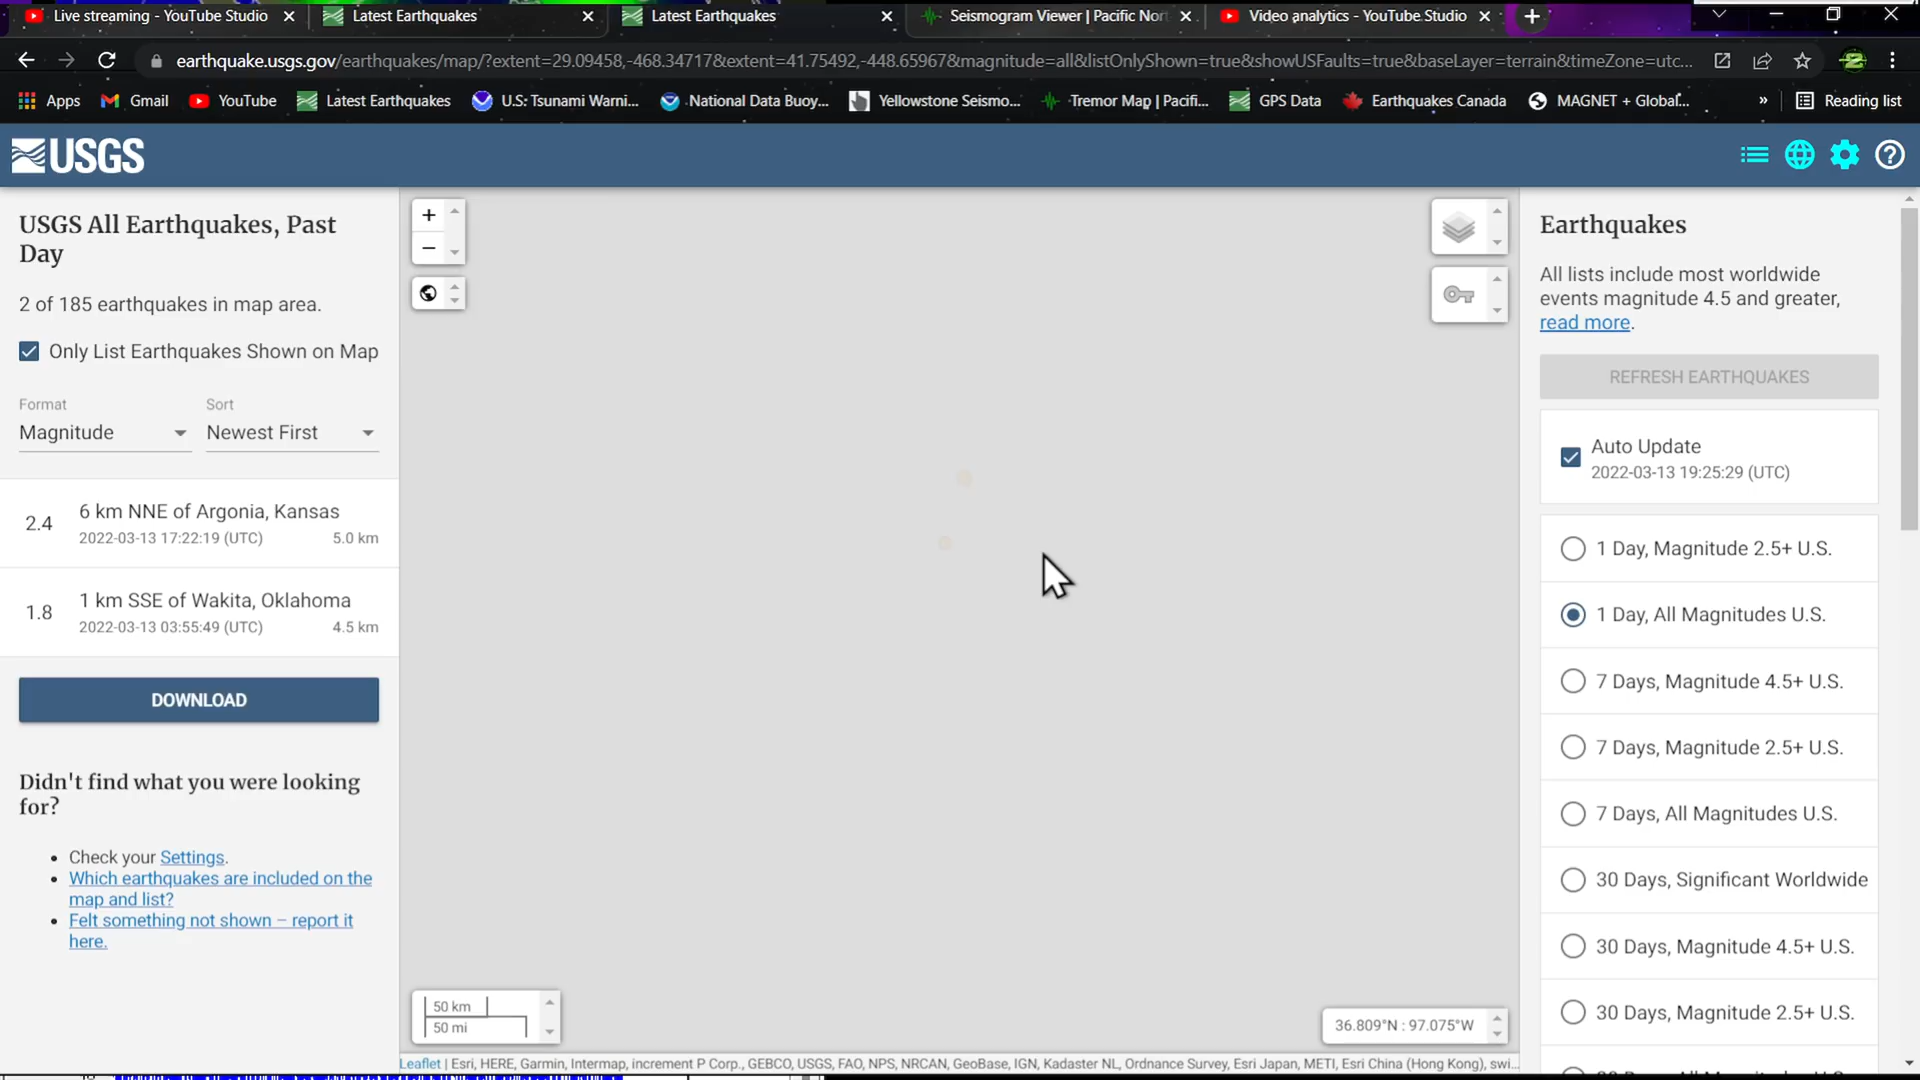 Live streaming - YouTube Studio
Latest Earthquakes
Latest Earthquakes
Seismogram Viewer | Pacific Nor
Video analytics - YouTube Studio
earthquake.usgs.gov/earthquakes/map/?extent=29.09458,-468.34717&extent=41.75492,-448.65967&magnitude=all&listOnlyShown=true&showUSFaults=true&baseLayer=terrain&timeZone=utc...
Apps
Gmail
YouTube
Latest Earthquakes
U.S: Tsunami Warni...
National Data Buoy...
Yellowstone Seismo...
Tremor Map | Pacifi...
GPS Data
Earthquakes Canada
MAGNET + Global...
»
Reading list
USGS
USGS All Earthquakes, Past
Day
2 of 185 earthquakes in map area.
Only List Earthquakes Shown on Map
Format
Sort
Magnitude
Newest First
2.4
6 km NNE of Argonia, Kansas
2022-03-13 17:22:19 (UTC)
5.0 km
1.8
1 km SSE of Wakita, Oklahoma
2022-03-13 03:55:49 (UTC)
4.5 km
DOWNLOAD
Didn't find what you were looking
for?
Check your Settings.
Which earthquakes are included on the
map and list?
Felt something not shown – report it
here.
+
−
50 km
50 mi
36.809°N : 97.075°W
Leaflet | Esri, HERE, Garmin, Intermap, increment P Corp., GEBCO, USGS, FAO, NPS, NRCAN, GeoBase, IGN, Kadaster NL, Ordnance Survey, Esri Japan, METI, Esri China (Hong Kong), swi...
Earthquakes
All lists include most worldwide
events magnitude 4.5 and greater,
read more.
REFRESH EARTHQUAKES
Auto Update
2022-03-13 19:25:29 (UTC)
1 Day, Magnitude 2.5+ U.S.
1 Day, All Magnitudes U.S.
7 Days, Magnitude 4.5+ U.S.
7 Days, Magnitude 2.5+ U.S.
7 Days, All Magnitudes U.S.
30 Days, Significant Worldwide
30 Days, Magnitude 4.5+ U.S.
30 Days, Magnitude 2.5+ U.S.